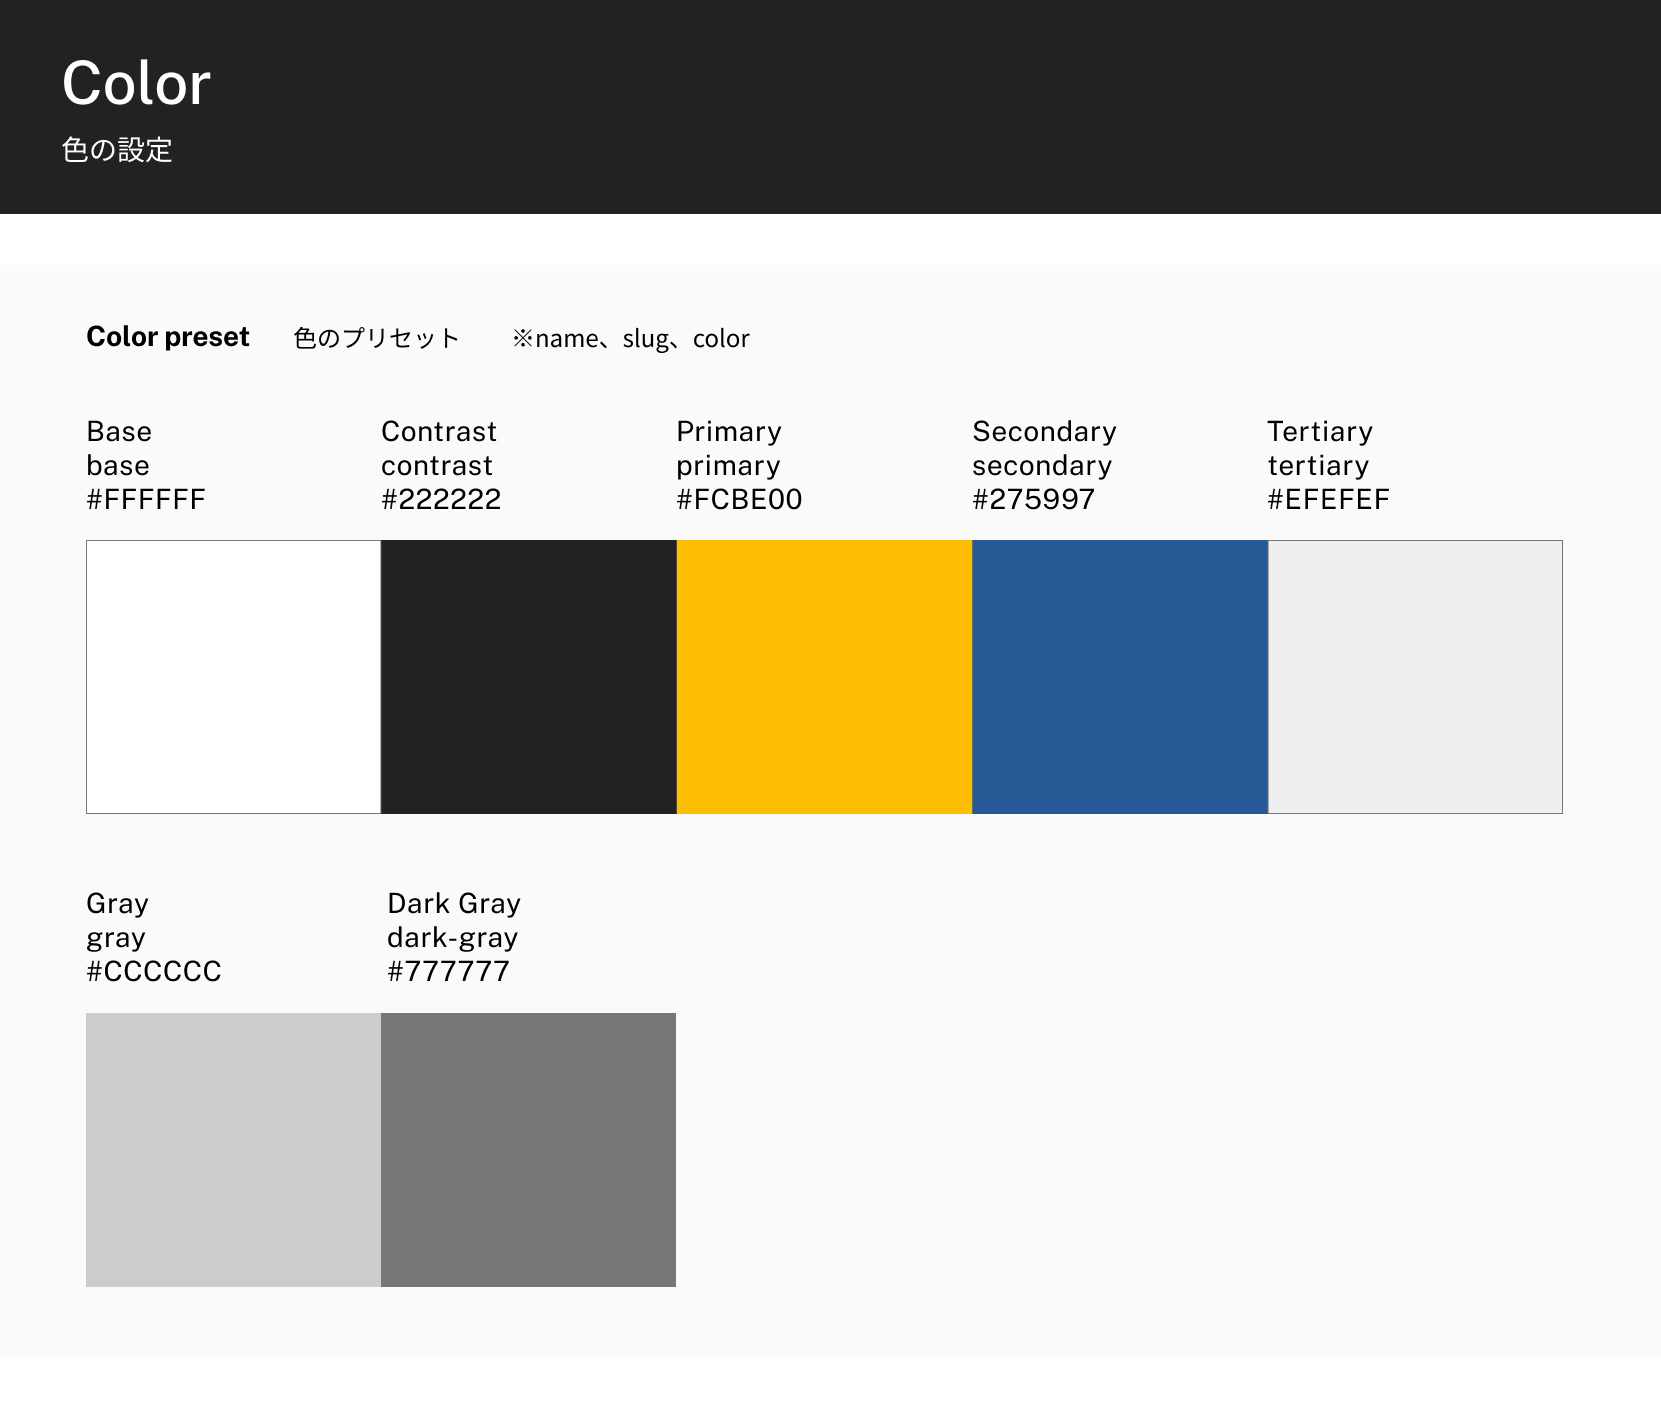 Color
色の設定
Color preset 色のプリセット ※name、slug、color
Base Contrast Primary Secondary Tertiary
base contrast primary secondary tertiary
#FFFFFF #222222 #FCBE00 #275997 #EFEFEF
Gray Dark Gray
gray dark-gray
#CCCCCC #777777